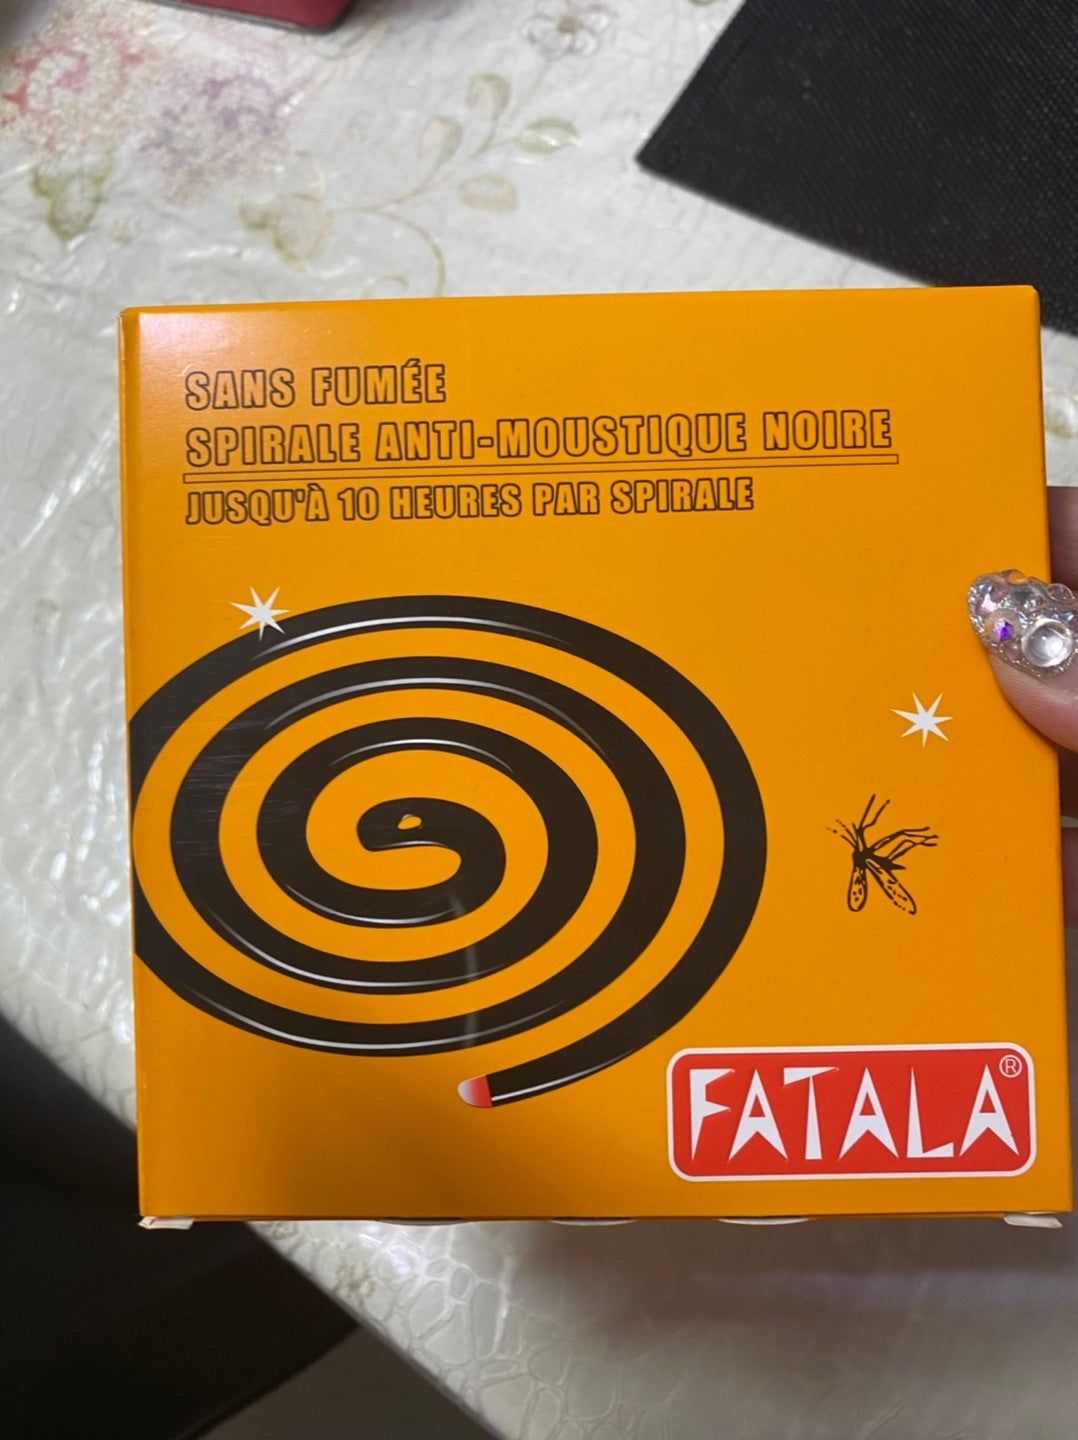 SANS FUMÉE
SPIRALE ANTI-MOUSTIQUE NOIRE
JUSQU'À 10 HEURES PAR SPIRALE
FATALA®